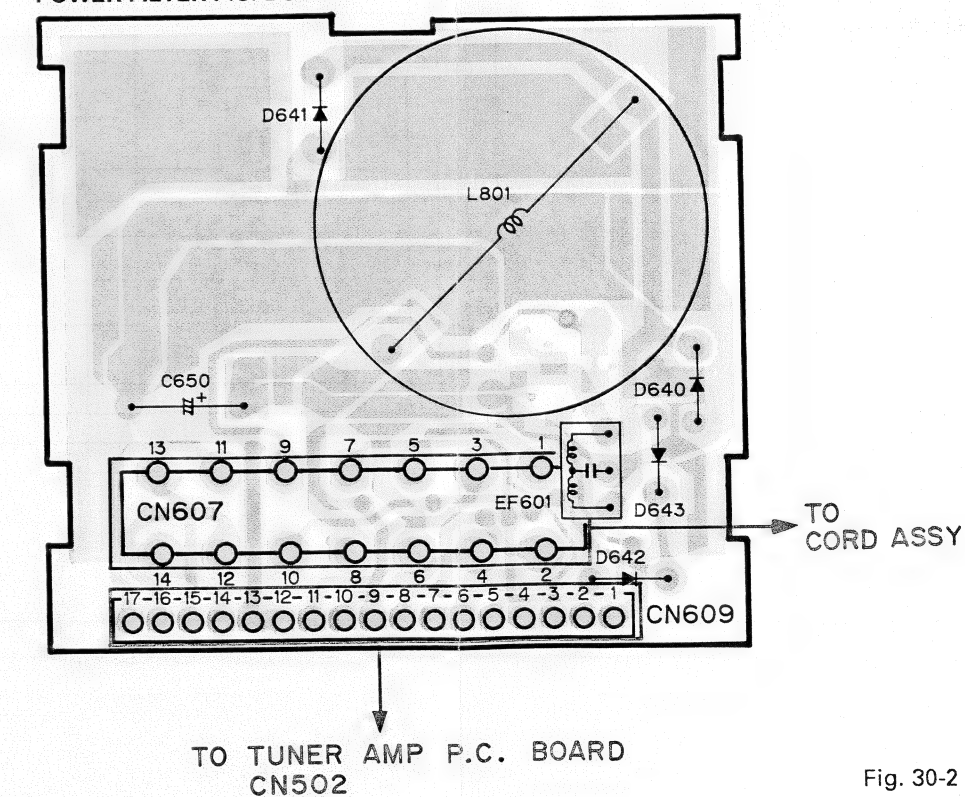 D641
L801
C650 +
D640
13 11 9 7 5 3 1
CN607
EF601
D643
TO
CORD ASSY
D642
14 12 10 8 6 4 2
17-16-15-14-13-12-11-10-9-8-7-6-5-4-3-2-1
CN609
TO TUNER AMP P.C. BOARD
CN502
Fig. 30-2